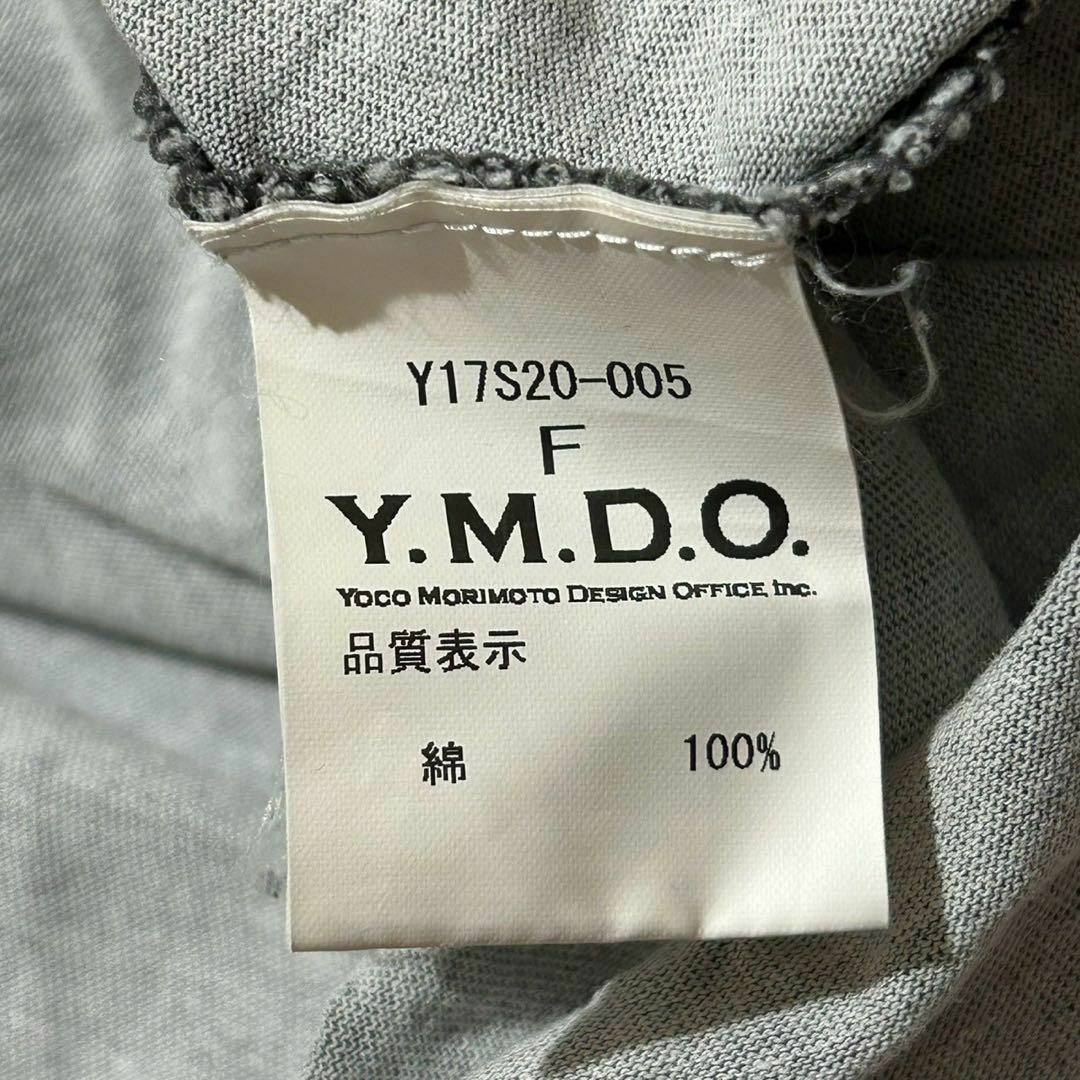 Y17S20-005
F
Y.M.D.O.
YOCO MORIMOTO DESIGN OFFICE, Inc.
品質表示
綿 100%